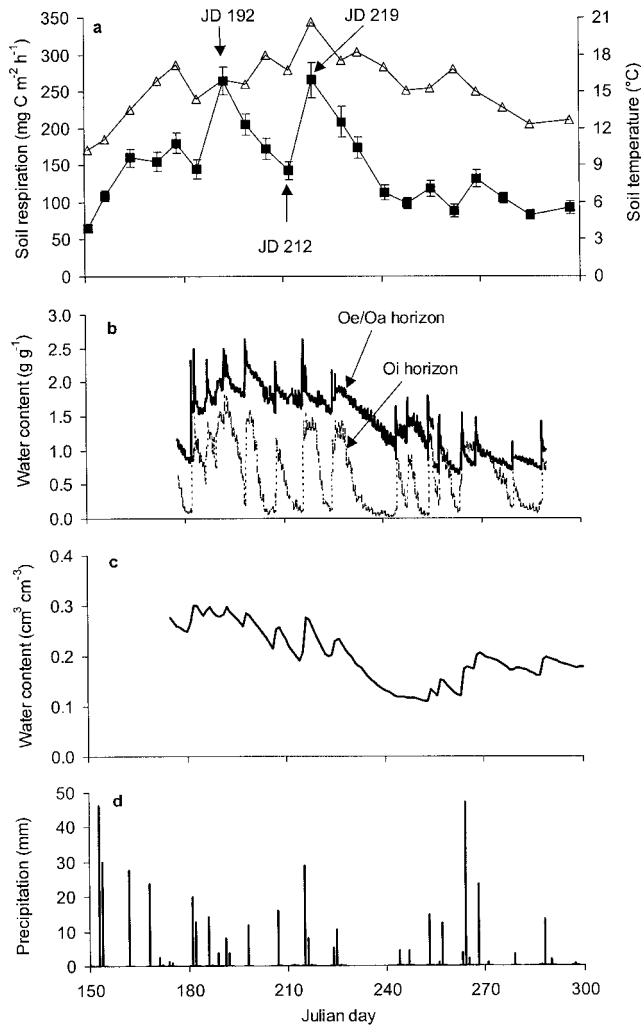 a
JD 192
JD 219
JD 212
350
300
250
200
150
100
50
0
Soil respiration (mg C m⁻² h⁻¹)
21
18
15
12
9
6
3
0
Soil temperature (°C)
b
Oe/Oa horizon
Oi horizon
3.0
2.5
2.0
1.5
1.0
0.5
0.0
Water content (g g⁻¹)
c
0.4
0.3
0.2
0.1
0.0
Water content (cm³ cm⁻³)
d
50
40
30
20
10
0
Precipitation (mm)
150 180 210 240 270 300
Julian day